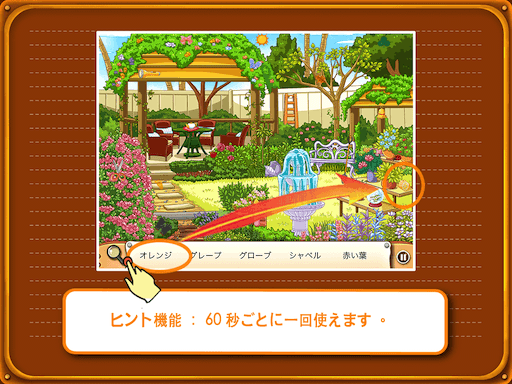 オレンジ グレープ グローブ シャベル 赤い葉
ヒント機能 : 60 秒ごとに一回使えます 。